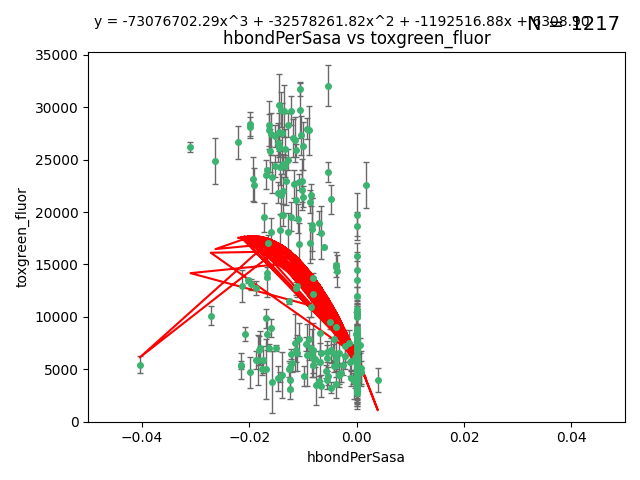 y = -73076702.29x^3 + -32578261.82x^2 + -1192516.88x + 6308.90
N = 1217
hbondPerSasa vs toxgreen_fluor
35000
30000
25000
20000
15000
10000
5000
0
toxgreen_fluor
−0.04
−0.02
0.00
0.02
0.04
hbondPerSasa